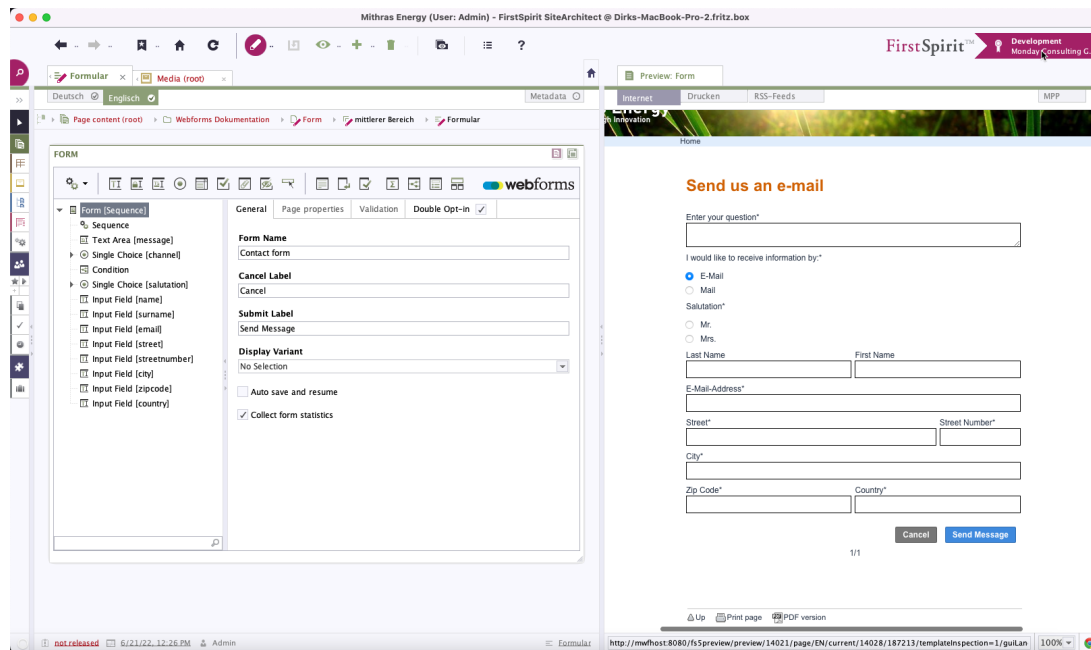 Mithras Energy (User: Admin) - FirstSpirit SiteArchitect @ Dirks-MacBook-Pro-2.fritz.box
?
FirstSpirit™
Development
Monday Consulting G...
Formular ×
Media (root) ×
Preview: Form
Deutsch
Englisch
Metadata
Internet
Drucken
RSS-Feeds
MPP
Page content (root)
Webforms Dokumentation
Form
mittlerer Bereich
Formular
Energy
gh Innovation
Home
FORM
webforms
Form [Sequence]
Sequence
Text Area [message]
Single Choice [channel]
Condition
Single Choice [salutation]
Input Field [name]
Input Field [surname]
Input Field [email]
Input Field [street]
Input Field [streetnumber]
Input Field [city]
Input Field [zipcode]
Input Field [country]
General
Page properties
Validation
Double Opt-in
Form Name
Contact form
Cancel Label
Cancel
Submit Label
Send Message
Display Variant
No Selection
Auto save and resume
Collect form statistics
Send us an e-mail
Enter your question*
I would like to receive information by:*
E-Mail
Mail
Salutation*
Mr.
Mrs.
Last Name
First Name
E-Mail-Address*
Street*
Street Number*
City*
Zip Code*
Country*
Cancel
Send Message
1/1
Up
Print page
PDF version
not released
6/21/22, 12:26 PM
Admin
Formular
http://mwfhost:8080/fs5preview/preview/14021/page/EN/current/14028/187213/templateInspection=1/guiLan
100%